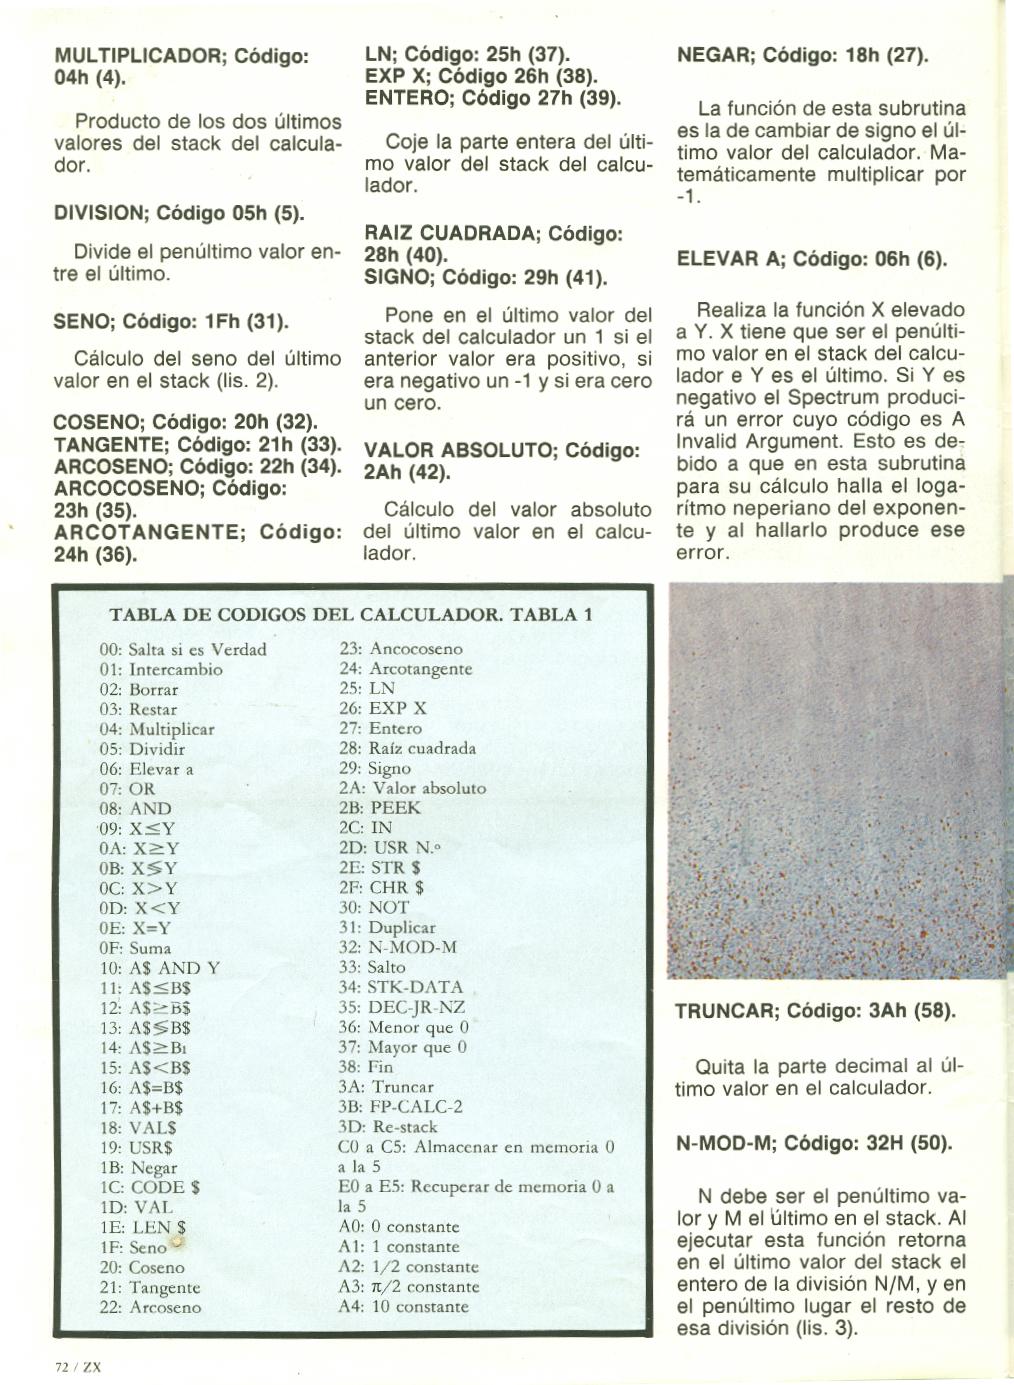 MULTIPLICADOR; Código:
04h (4).
Producto de los dos últimos
valores del stack del calcula-
dor.
DIVISION; Código 05h (5).
Divide el penúltimo valor en-
tre el último.
SENO; Código: 1Fh (31).
Cálculo del seno del último
valor en el stack (lis. 2).
COSENO; Código: 20h (32).
TANGENTE; Código: 21h (33).
ARCOSENO; Código: 22h (34).
ARCOCOSENO; Código:
23h (35).
ARCOTANGENTE; Código:
24h (36).
LN; Código: 25h (37).
EXP X; Código 26h (38).
ENTERO; Código 27h (39).
Coje la parte entera del últi-
mo valor del stack del calcu-
lador.
RAIZ CUADRADA; Código:
28h (40).
SIGNO; Código: 29h (41).
Pone en el último valor del
stack del calculador un 1 si el
anterior valor era positivo, si
era negativo un -1 y si era cero
un cero.
VALOR ABSOLUTO; Código:
2Ah (42).
Cálculo del valor absoluto
del último valor en el calcu-
lador.
NEGAR; Código: 18h (27).
La función de esta subrutina
es la de cambiar de signo el úl-
timo valor del calculador. Ma-
temáticamente multiplicar por
-1.
ELEVAR A; Código: 06h (6).
Realiza la función X elevado
a Y. X tiene que ser el penúlti-
mo valor en el stack del calcu-
lador e Y es el último. Si Y es
negativo el Spectrum produci-
rá un error cuyo código es A
Invalid Argument. Esto es de-
bido a que en esta subrutina
para su cálculo halla el loga-
rítmo neperiano del exponen-
te y al hallarlo produce ese
error.
TABLA DE CODIGOS DEL CALCULADOR. TABLA 1
00: Salta si es Verdad
01: Intercambio
02: Borrar
03: Restar
04: Multiplicar
05: Dividir
06: Elevar a
07: OR
08: AND
09: X≤Y
0A: X≥Y
0B: X≶Y
0C: X>Y
0D: X<Y
0E: X=Y
0F: Suma
10: A$ AND Y
11: A$≤B$
12: A$≥B$
13: A$≶B$
14: A$≥B1
15: A$<B$
16: A$=B$
17: A$+B$
18: VAL$
19: USR$
1B: Negar
1C: CODE $
1D: VAL
1E: LEN $
1F: Seno
20: Coseno
21: Tangente
22: Arcoseno
23: Ancocoseno
24: Arcotangente
25: LN
26: EXP X
27: Entero
28: Raíz cuadrada
29: Signo
2A: Valor absoluto
2B: PEEK
2C: IN
2D: USR N.º
2E: STR $
2F: CHR $
30: NOT
31: Duplicar
32: N-MOD-M
33: Salto
34: STK-DATA
35: DEC-JR-NZ
36: Menor que 0
37: Mayor que 0
38: Fin
3A: Truncar
3B: FP-CALC-2
3D: Re-stack
C0 a C5: Almacenar en memoria 0
a la 5
E0 a E5: Recuperar de memoria 0 a
la 5
A0: 0 constante
A1: 1 constante
A2: 1/2 constante
A3: π/2 constante
A4: 10 constante
TRUNCAR; Código: 3Ah (58).
Quita la parte decimal al úl-
timo valor en el calculador.
N-MOD-M; Código: 32H (50).
N debe ser el penúltimo va-
lor y M el último en el stack. Al
ejecutar esta función retorna
en el último valor del stack el
entero de la división N/M, y en
el penúltimo lugar el resto de
esa división (lis. 3).
72 / ZX